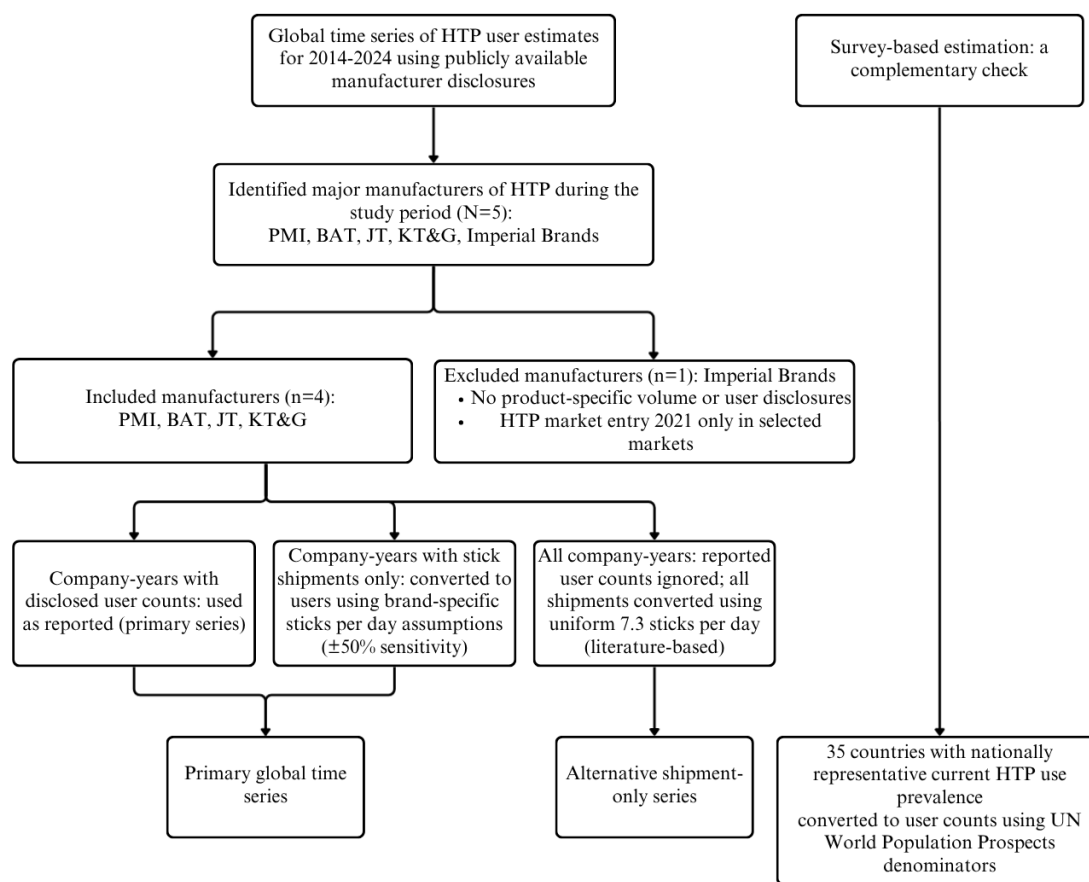 Global time series of HTP user estimates
for 2014-2024 using publicly available
manufacturer disclosures
Survey-based estimation: a
complementary check
Identified major manufacturers of HTP during the
study period (N=5):
PMI, BAT, JT, KT&G, Imperial Brands
Included manufacturers (n=4):
PMI, BAT, JT, KT&G
Excluded manufacturers (n=1): Imperial Brands
• No product-specific volume or user disclosures
• HTP market entry 2021 only in selected
markets
Company-years with
disclosed user counts: used
as reported (primary series)
Company-years with stick
shipments only: converted to
users using brand-specific
sticks per day assumptions
(±50% sensitivity)
All company-years: reported
user counts ignored; all
shipments converted using
uniform 7.3 sticks per day
(literature-based)
Primary global time
series
Alternative shipment-
only series
35 countries with nationally
representative current HTP use
prevalence
converted to user counts using UN
World Population Prospects
denominators